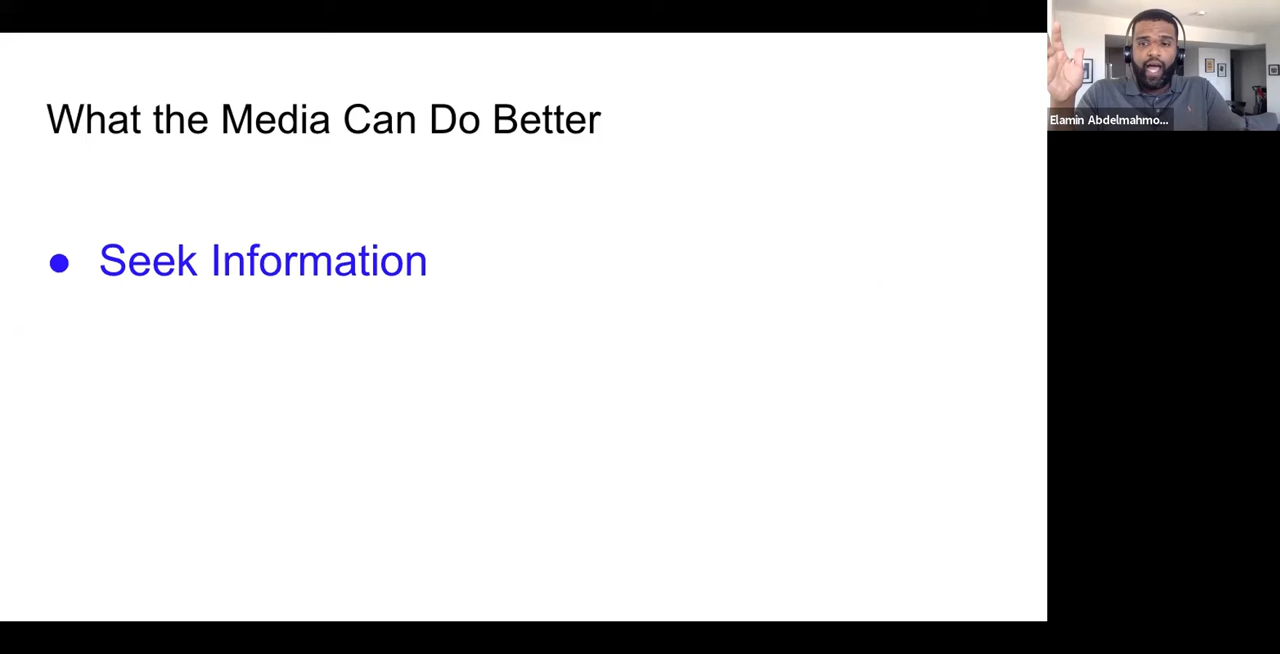 What the Media Can Do Better
● Seek Information
Elamin Abdelmahmo...